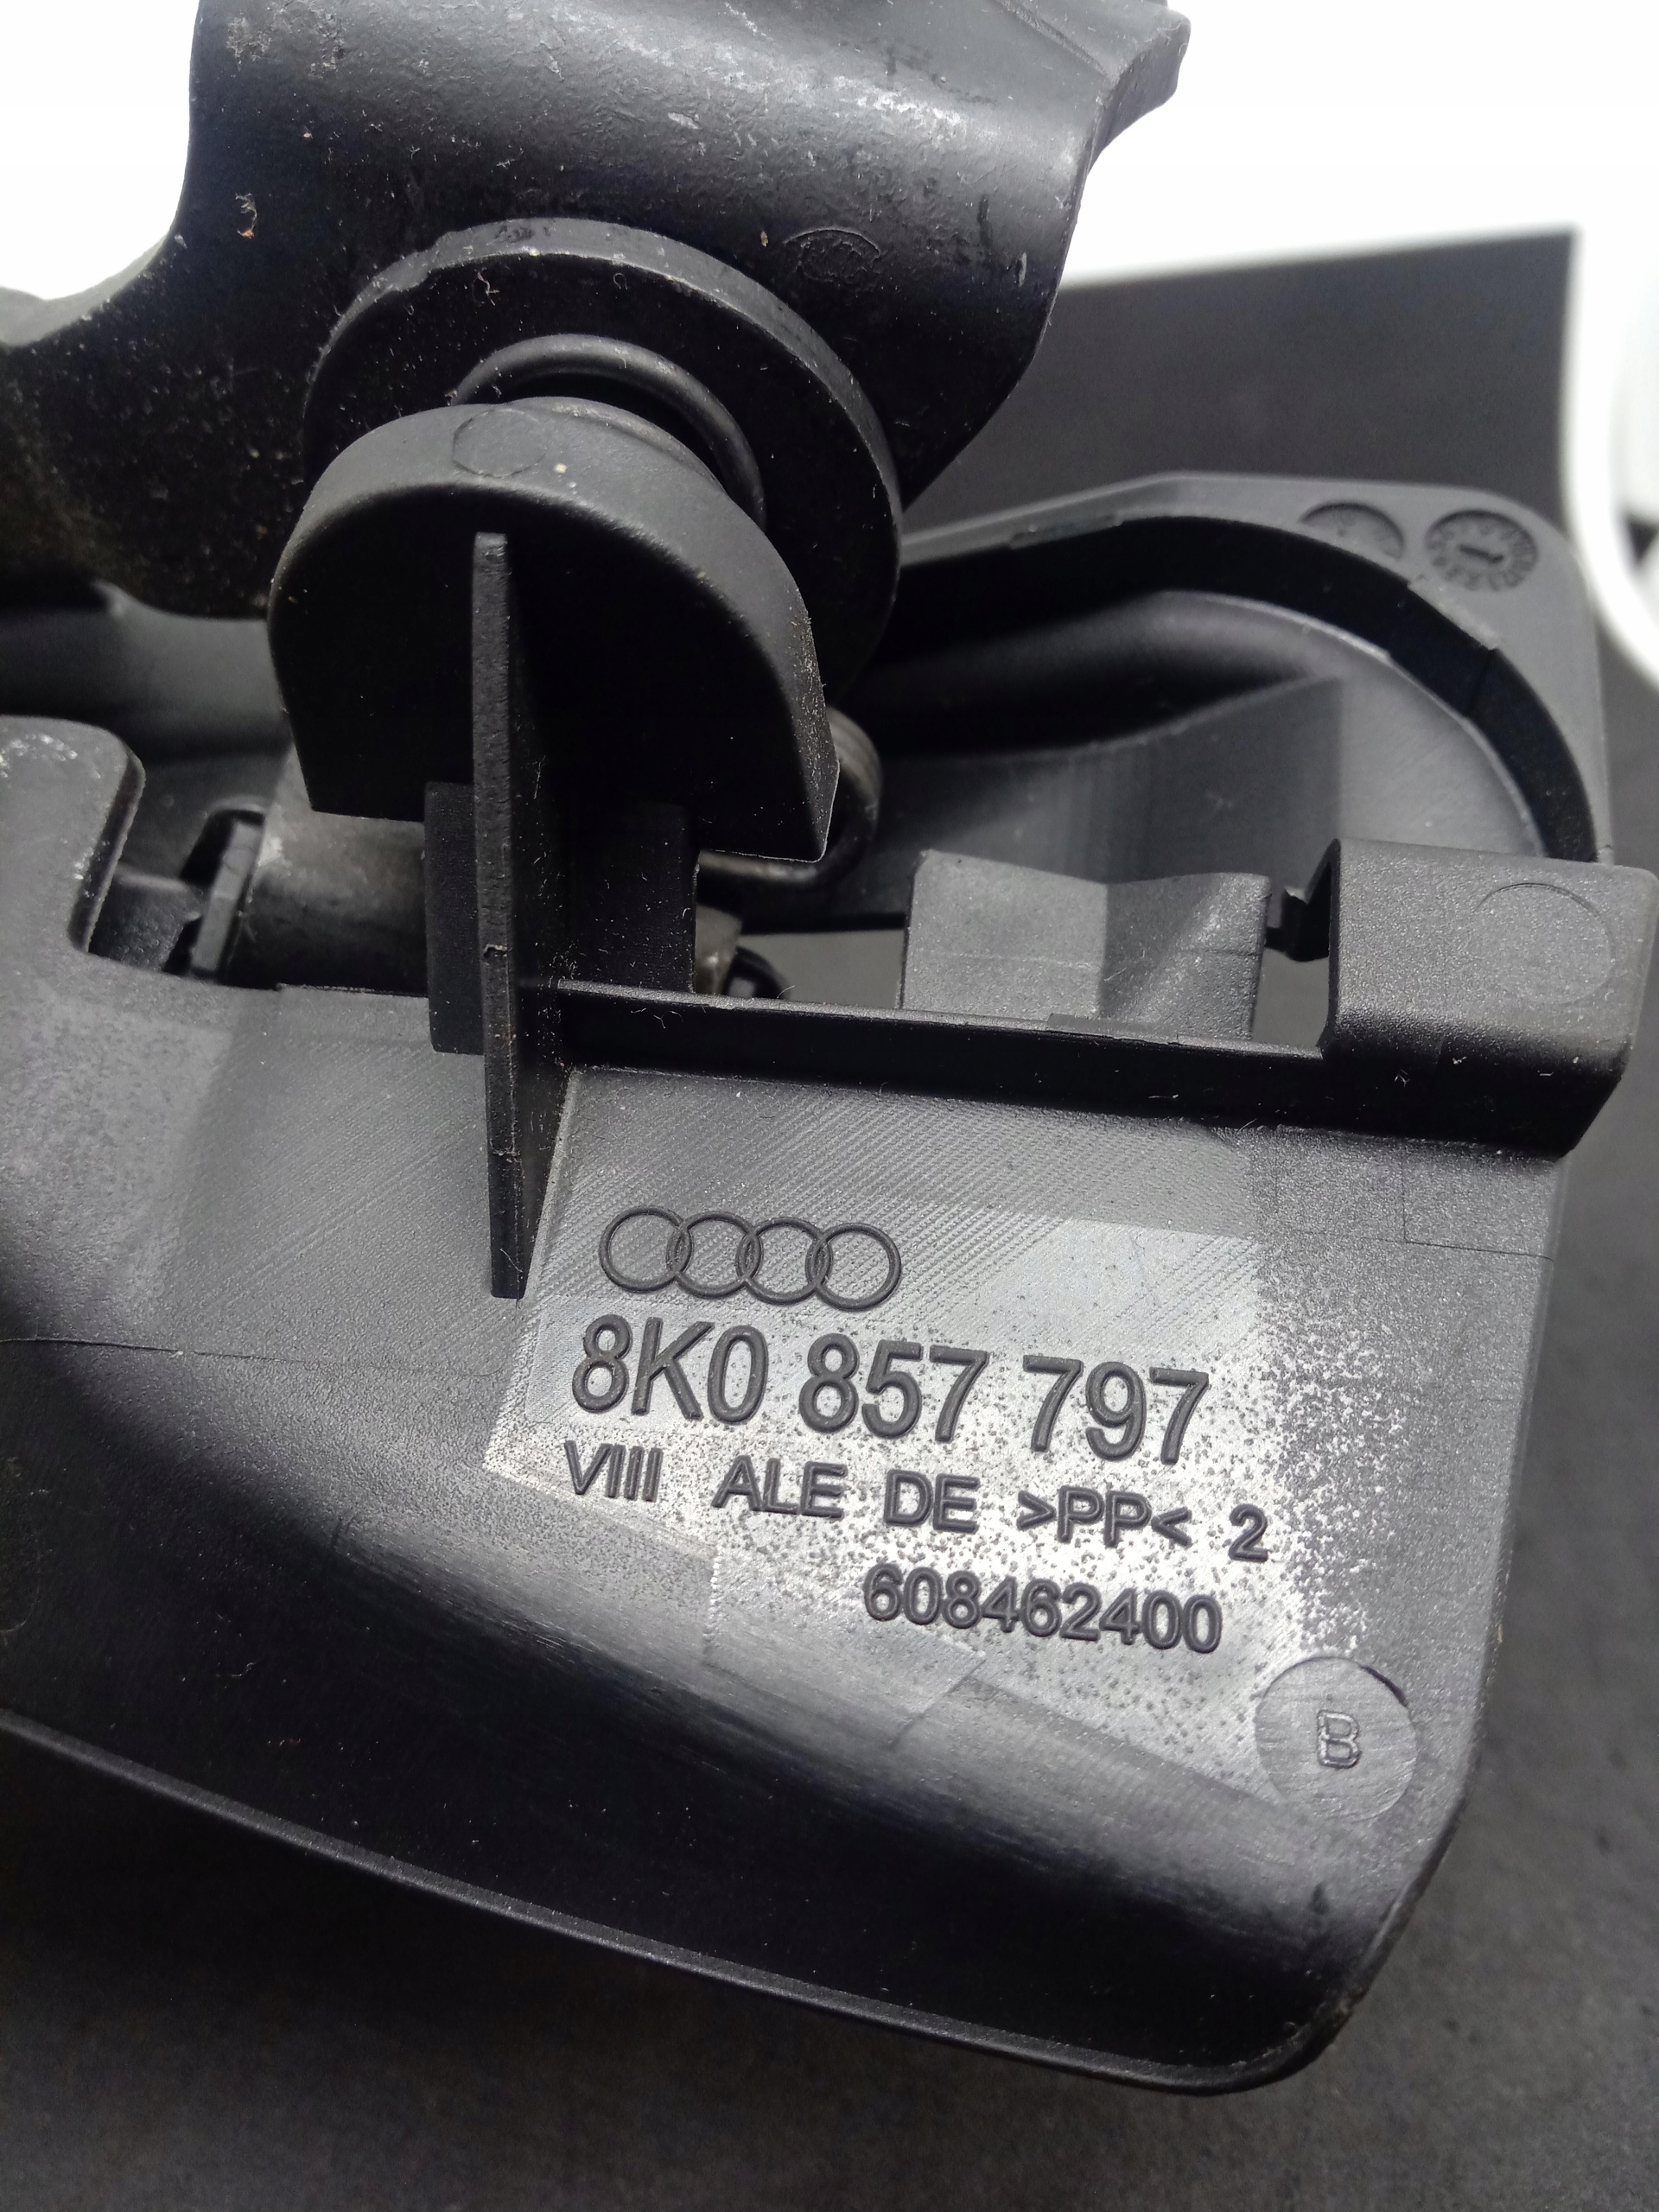 8K0 857 797
VIII ALE DE >PP< 2
608462400
B